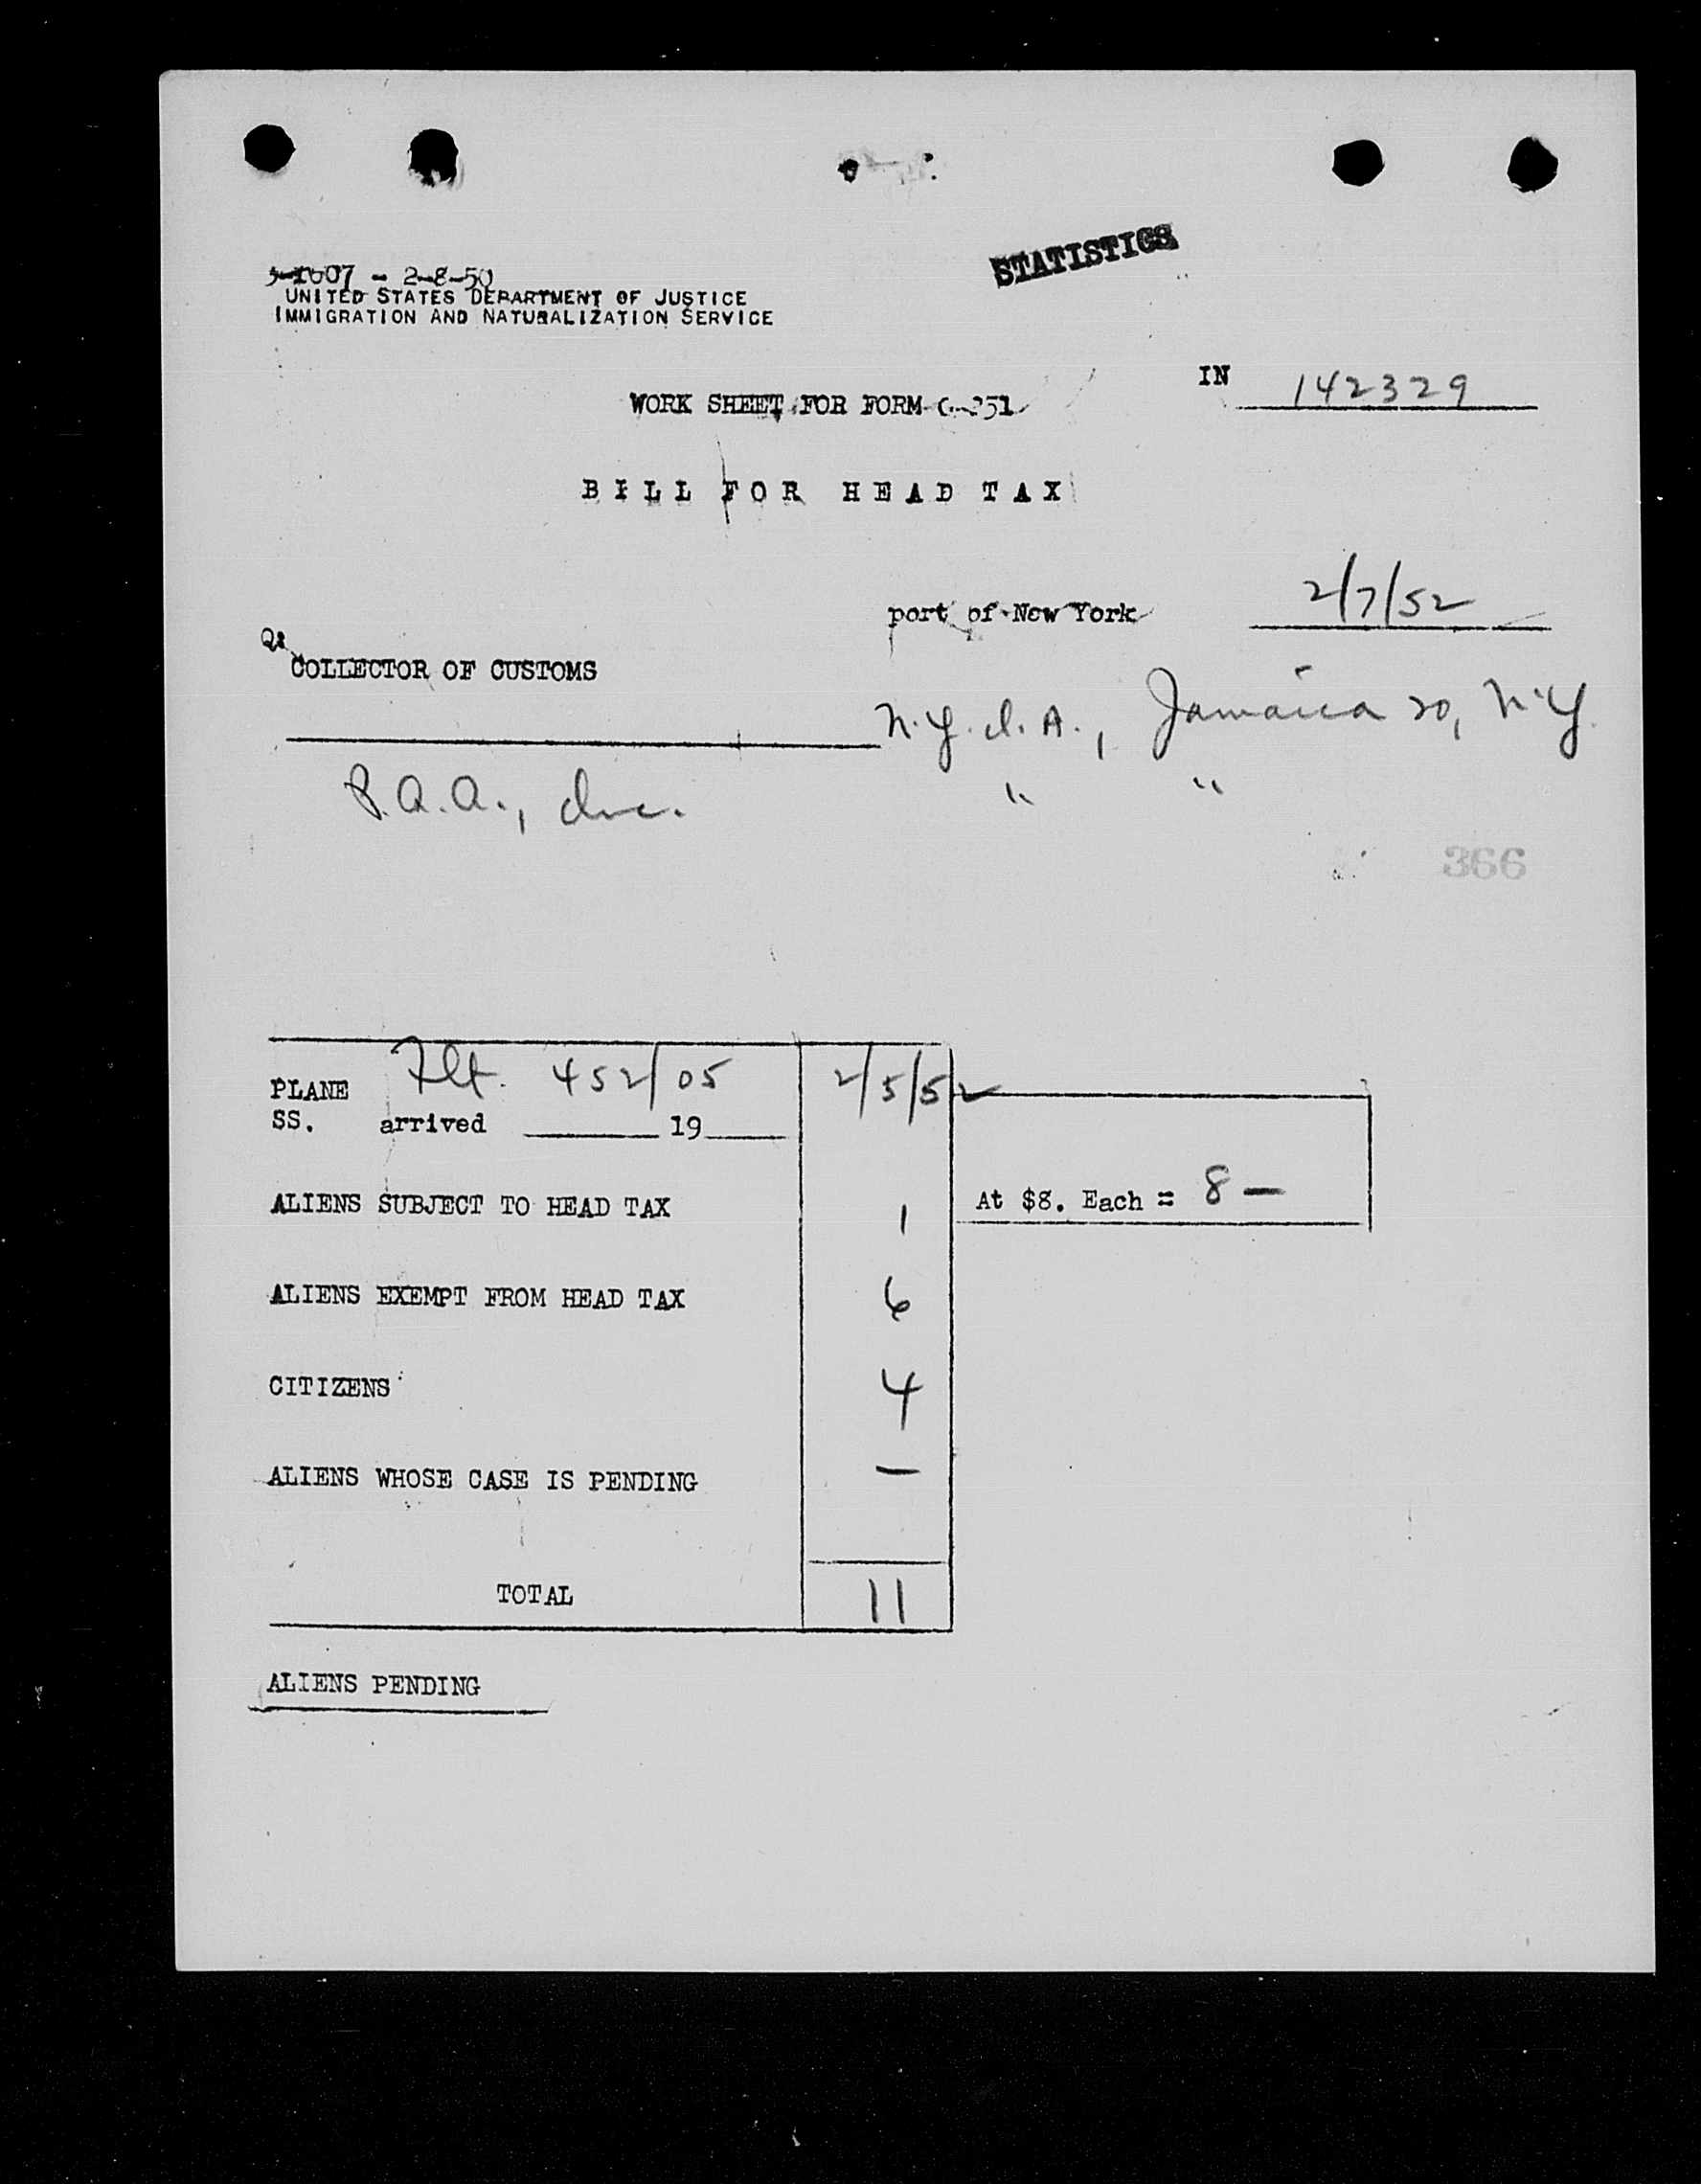 STATISTICS
- 2-8-50
UNITED STATES DEPARTMENT OF JUSTICE
IMMIGRATION AND NATURALIZATION SERVICE
IN 142329
WORK SHEET FOR FORM G-251
BILL FOR HEAD TAX
port of New York 2/7/52
COLLECTOR OF CUSTOMS
N.Y.I.A., Jamaica 20, N.Y.
P.A.A., Inc. " "
366
PLANE Flt. 452/05 2/5/52
SS. arrived 19
ALIENS SUBJECT TO HEAD TAX 1 At $8. Each = 8 —
ALIENS EXEMPT FROM HEAD TAX 6
CITIZENS 4
ALIENS WHOSE CASE IS PENDING —
TOTAL 11
ALIENS PENDING